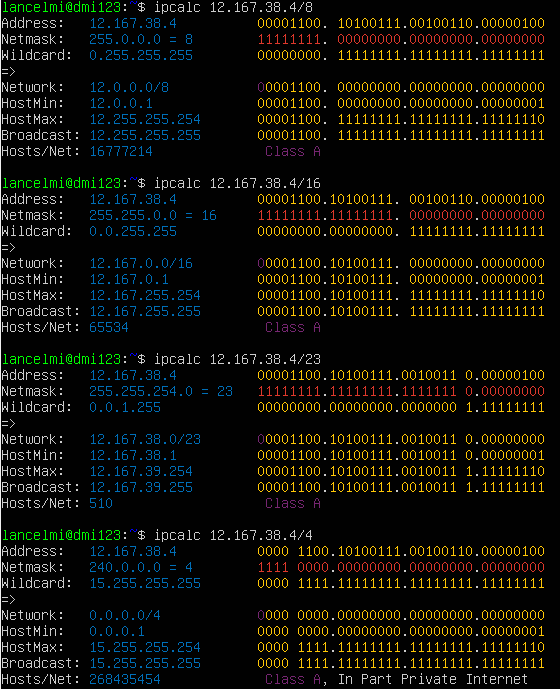 lancelmi@dmi123:~$ ipcalc 12.167.38.4/8
Address:   12.167.38.4          00001100. 10100111.00100110.00000100
Netmask:   255.0.0.0 = 8        11111111. 00000000.00000000.00000000
Wildcard:  0.255.255.255        00000000. 11111111.11111111.11111111
=>
Network:   12.0.0.0/8           00001100. 00000000.00000000.00000000
HostMin:   12.0.0.1             00001100. 00000000.00000000.00000001
HostMax:   12.255.255.254       00001100. 11111111.11111111.11111110
Broadcast: 12.255.255.255       00001100. 11111111.11111111.11111111
Hosts/Net: 16777214              Class A
lancelmi@dmi123:~$ ipcalc 12.167.38.4/16
Address:   12.167.38.4          00001100.10100111. 00100110.00000100
Netmask:   255.255.0.0 = 16     11111111.11111111. 00000000.00000000
Wildcard:  0.0.255.255          00000000.00000000. 11111111.11111111
=>
Network:   12.167.0.0/16        00001100.10100111. 00000000.00000000
HostMin:   12.167.0.1           00001100.10100111. 00000000.00000001
HostMax:   12.167.255.254       00001100.10100111. 11111111.11111110
Broadcast: 12.167.255.255       00001100.10100111. 11111111.11111111
Hosts/Net: 65534                 Class A
lancelmi@dmi123:~$ ipcalc 12.167.38.4/23
Address:   12.167.38.4          00001100.10100111.0010011 0.00000100
Netmask:   255.255.254.0 = 23   11111111.11111111.1111111 0.00000000
Wildcard:  0.0.1.255            00000000.00000000.0000000 1.11111111
=>
Network:   12.167.38.0/23       00001100.10100111.0010011 0.00000000
HostMin:   12.167.38.1          00001100.10100111.0010011 0.00000001
HostMax:   12.167.39.254        00001100.10100111.0010011 1.11111110
Broadcast: 12.167.39.255        00001100.10100111.0010011 1.11111111
Hosts/Net: 510                   Class A
lancelmi@dmi123:~$ ipcalc 12.167.38.4/4
Address:   12.167.38.4          0000 1100.10100111.00100110.00000100
Netmask:   240.0.0.0 = 4        1111 0000.00000000.00000000.00000000
Wildcard:  15.255.255.255       0000 1111.11111111.11111111.11111111
=>
Network:   0.0.0.0/4            0000 0000.00000000.00000000.00000000
HostMin:   0.0.0.1              0000 0000.00000000.00000000.00000001
HostMax:   15.255.255.254       0000 1111.11111111.11111111.11111110
Broadcast: 15.255.255.255       0000 1111.11111111.11111111.11111111
Hosts/Net: 268435454             Class A, In Part Private Internet